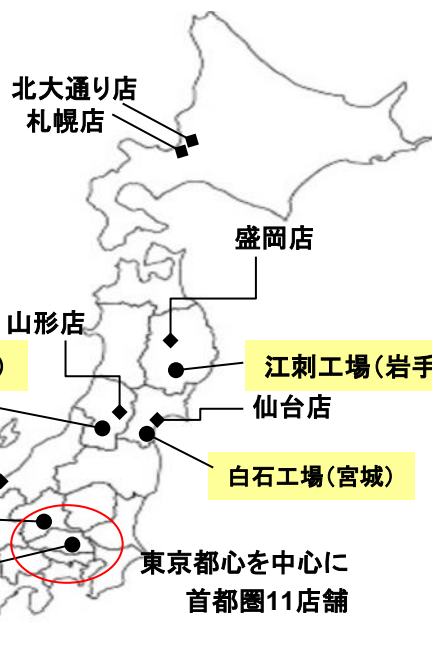 北大通り店
札幌店
盛岡店
山形店
）
江刺工場（岩手
仙台店
白石工場（宮城）
東京都心を中心に
首都圏11店舗